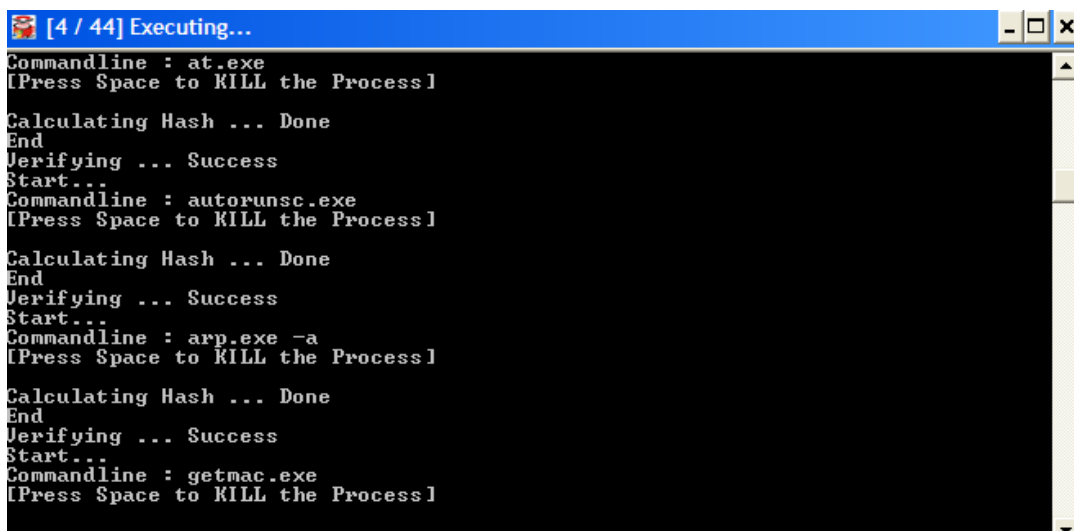 [4 / 44] Executing...
Commandline : at.exe
[Press Space to KILL the Process]
Calculating Hash ... Done
End
Verifying ... Success
Start...
Commandline : autorunsc.exe
[Press Space to KILL the Process]
Calculating Hash ... Done
End
Verifying ... Success
Start...
Commandline : arp.exe -a
[Press Space to KILL the Process]
Calculating Hash ... Done
End
Verifying ... Success
Start...
Commandline : getmac.exe
[Press Space to KILL the Process]